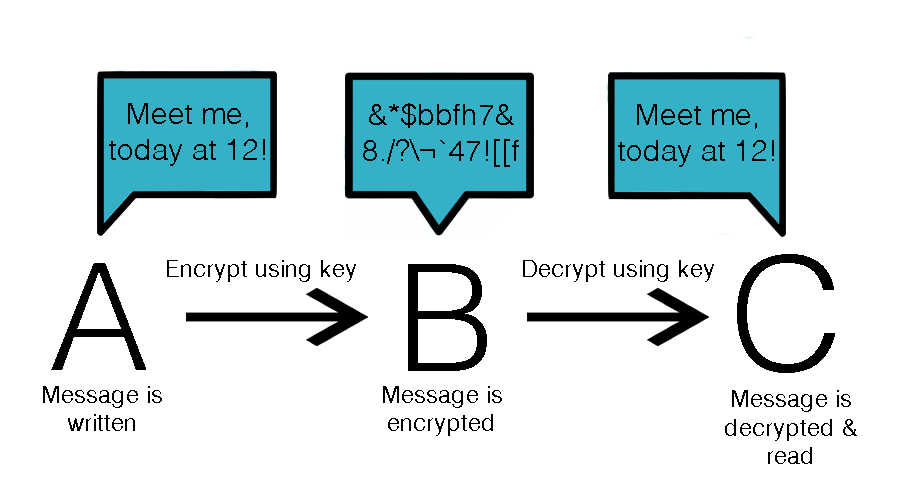 Meet me,
today at 12!
&*$bbfh7&
8./?\¬`47![[f
Meet me,
today at 12!
Encrypt using key
Decrypt using key
A
B
C
Message is
written
Message is
encrypted
Message is
decrypted &
read